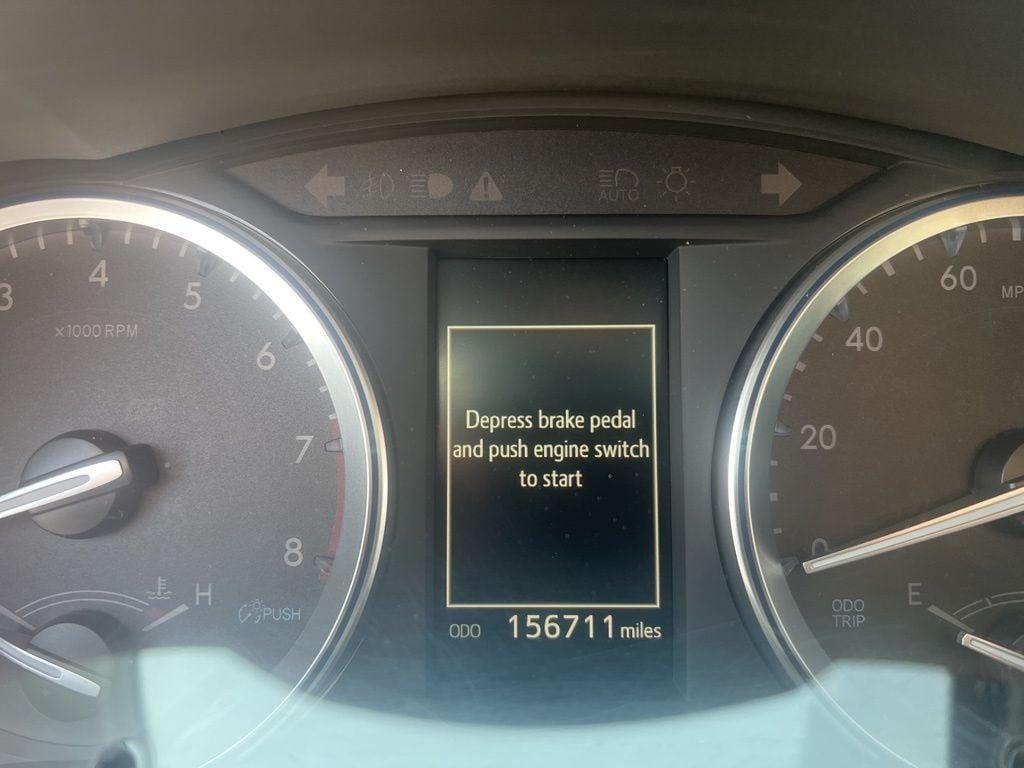 AUTO
3
4
5
6
7
8
x1000 RPM
H
PUSH
Depress brake pedal
and push engine switch
to start
ODO 156711 miles
60
40
20
0
ODO
TRIP
E